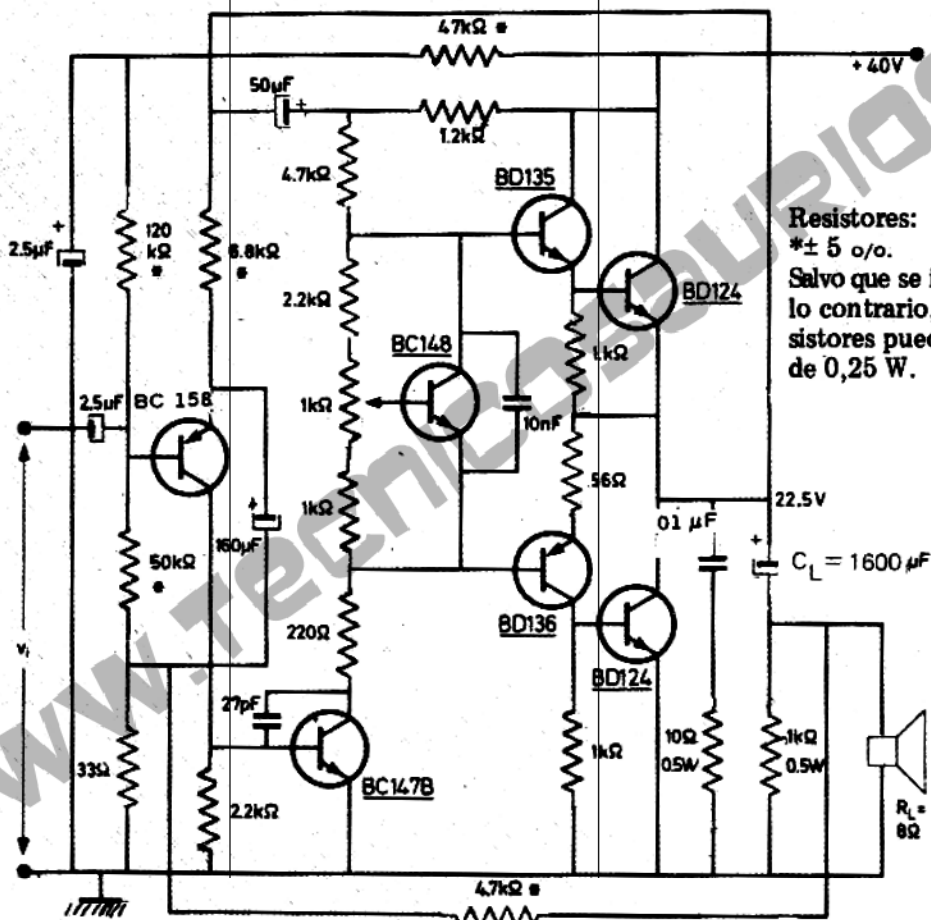 47kΩ *
+40V
50μF
+
1.2kΩ
4.7kΩ
BD135
Resistores:
*± 5 o/o.
Salvo que se
lo contrario,
sistores
de 0,25 W.
+
2.5μF
120
kΩ
*
6.8kΩ *
2.2kΩ
BD124
BC148
1kΩ
2.5μF
BC 158
1kΩ
10nF
56Ω
22.5V
+
160μF
1kΩ
01 μF
+
C_L = 1600 μF
50kΩ
*
BD136
220Ω
v_i
BD124
27pF
33Ω
BC147B
1kΩ
10Ω
0.5W
1kΩ
0.5W
2.2kΩ
R_L =
8Ω
4.7kΩ *
www.Tecnicosaurios